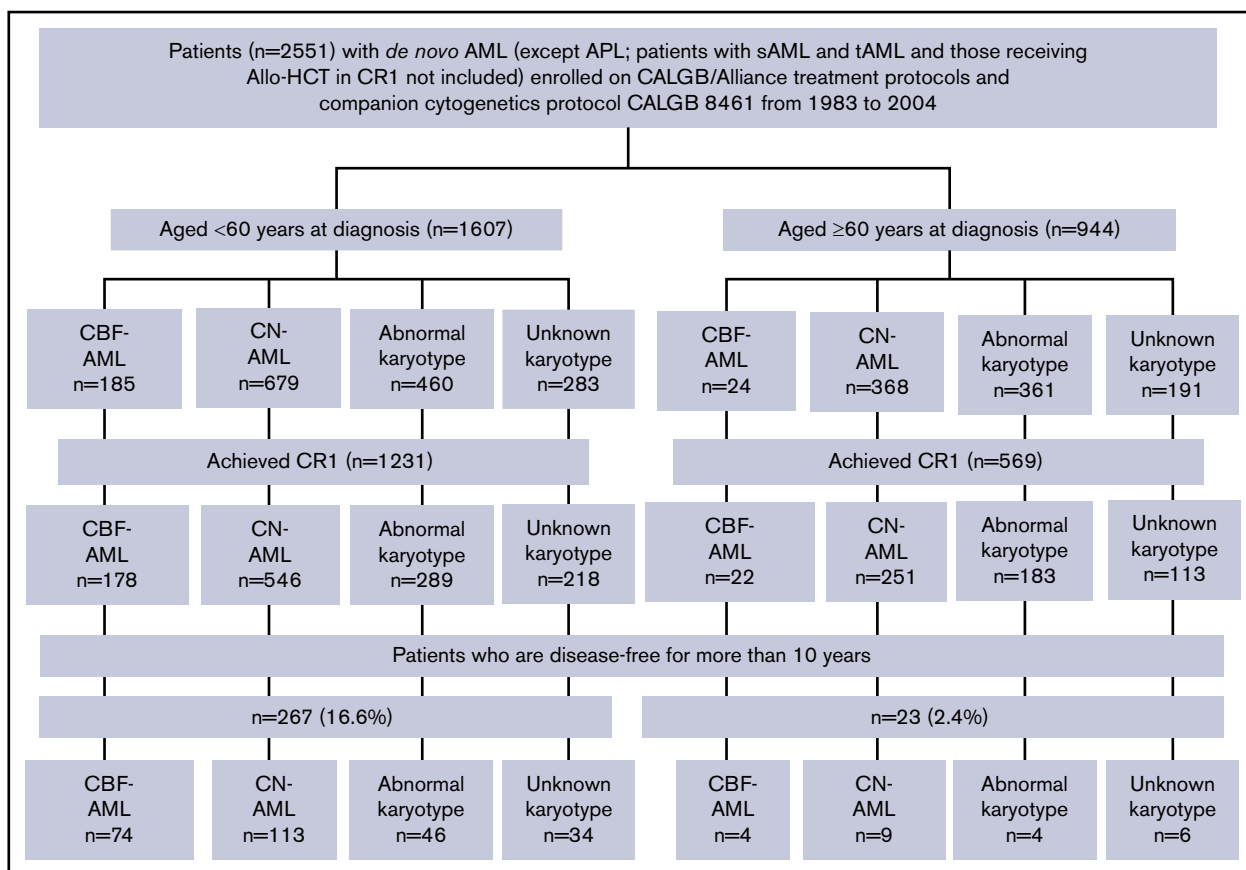 Patients (n=2551) with de novo AML (except APL; patients with sAML and tAML and those receiving
Allo-HCT in CR1 not included) enrolled on CALGB/Alliance treatment protocols and
companion cytogenetics protocol CALGB 8461 from 1983 to 2004
Aged <60 years at diagnosis (n=1607)
Aged ≥60 years at diagnosis (n=944)
CBF-
AML
n=185
CN-
AML
n=679
Abnormal
karyotype
n=460
Unknown
karyotype
n=283
CBF-
AML
n=24
CN-
AML
n=368
Abnormal
karyotype
n=361
Unknown
karyotype
n=191
Achieved CR1 (n=1231)
Achieved CR1 (n=569)
CBF-
AML
n=178
CN-
AML
n=546
Abnormal
karyotype
n=289
Unknown
karyotype
n=218
CBF-
AML
n=22
CN-
AML
n=251
Abnormal
karyotype
n=183
Unknown
karyotype
n=113
Patients who are disease-free for more than 10 years
n=267 (16.6%)
n=23 (2.4%)
CBF-
AML
n=74
CN-
AML
n=113
Abnormal
karyotype
n=46
Unknown
karyotype
n=34
CBF-
AML
n=4
CN-
AML
n=9
Abnormal
karyotype
n=4
Unknown
karyotype
n=6